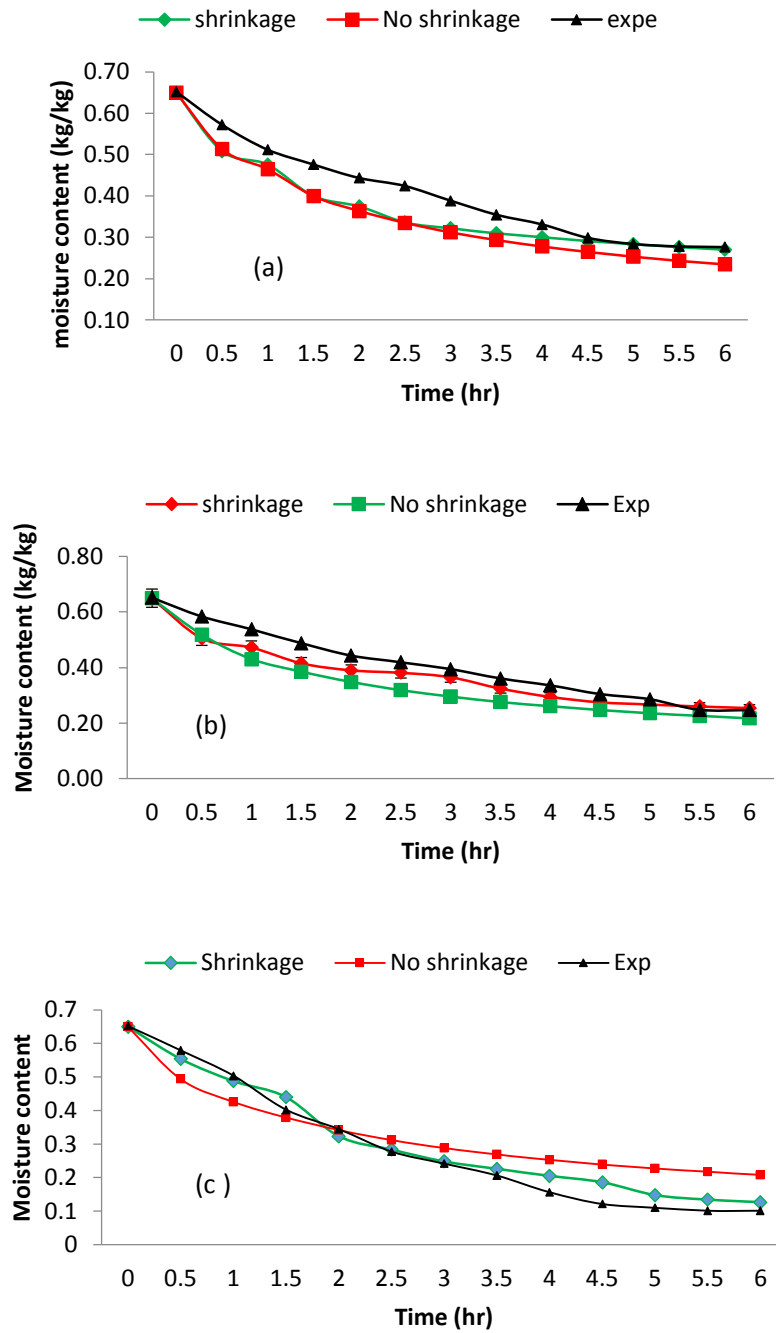 shrinkage No shrinkage expe
0.70
0.60
0.50
0.40
0.30
0.20
0.10
moisture content (kg/kg)
(a)
0 0.5 1 1.5 2 2.5 3 3.5 4 4.5 5 5.5 6
Time (hr)
shrinkage No shrinkage Exp
0.80
0.60
0.40
0.20
0.00
Moisture content (kg/kg)
(b)
0 0.5 1 1.5 2 2.5 3 3.5 4 4.5 5 5.5 6
Time (hr)
Shrinkage No shrinkage Exp
0.7
0.6
0.5
0.4
0.3
0.2
0.1
0
Moisture content
(c )
0 0.5 1 1.5 2 2.5 3 3.5 4 4.5 5 5.5 6
Time (hr)